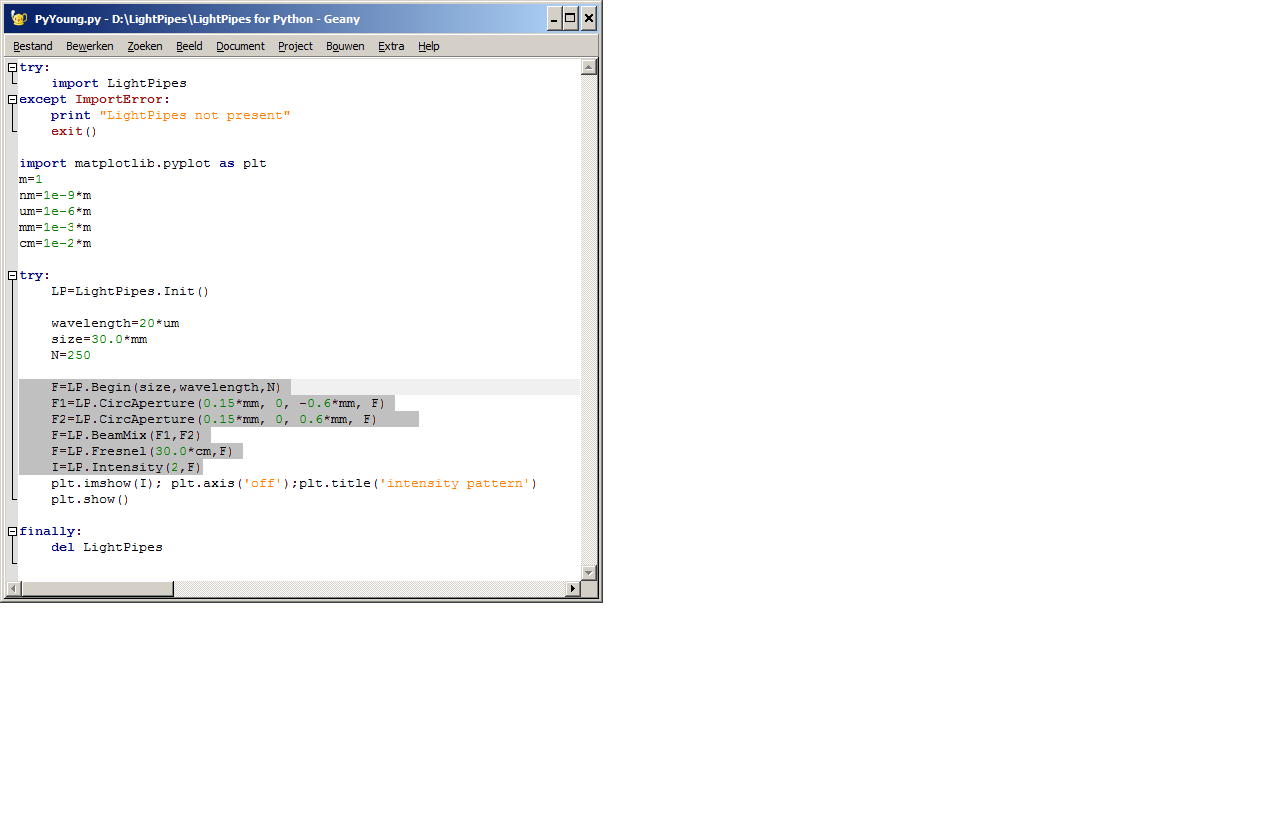 PyYoung.py - D:\LightPipes\LightPipes for Python - Geany
Bestand Bewerken Zoeken Beeld Document Project Bouwen Extra Help
try:
    import LightPipes
except ImportError:
    print "LightPipes not present"
    exit()

import matplotlib.pyplot as plt
m=1
nm=1e-9*m
um=1e-6*m
mm=1e-3*m
cm=1e-2*m

try:
    LP=LightPipes.Init()

    wavelength=20*um
    size=30.0*mm
    N=250

    F=LP.Begin(size,wavelength,N)
    F1=LP.CircAperture(0.15*mm, 0, -0.6*mm, F)
    F2=LP.CircAperture(0.15*mm, 0, 0.6*mm, F)
    F=LP.BeamMix(F1,F2)
    F=LP.Fresnel(30.0*cm,F)
    I=LP.Intensity(2,F)
    plt.imshow(I); plt.axis('off');plt.title('intensity pattern')
    plt.show()

finally:
    del LightPipes